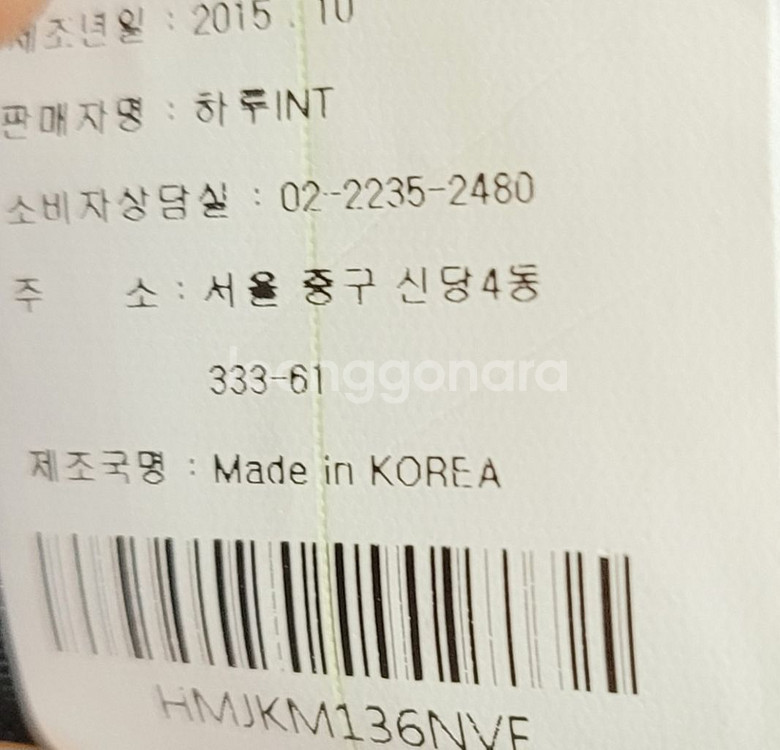 제조년월 : 2015 . 10
판매자명 : 하루INT
소비자상담실 : 02-2235-2480
주 소 : 서울 중구 신당4동
333-61
joonggonara
제조국명 : Made in KOREA
HMJKM136NVF